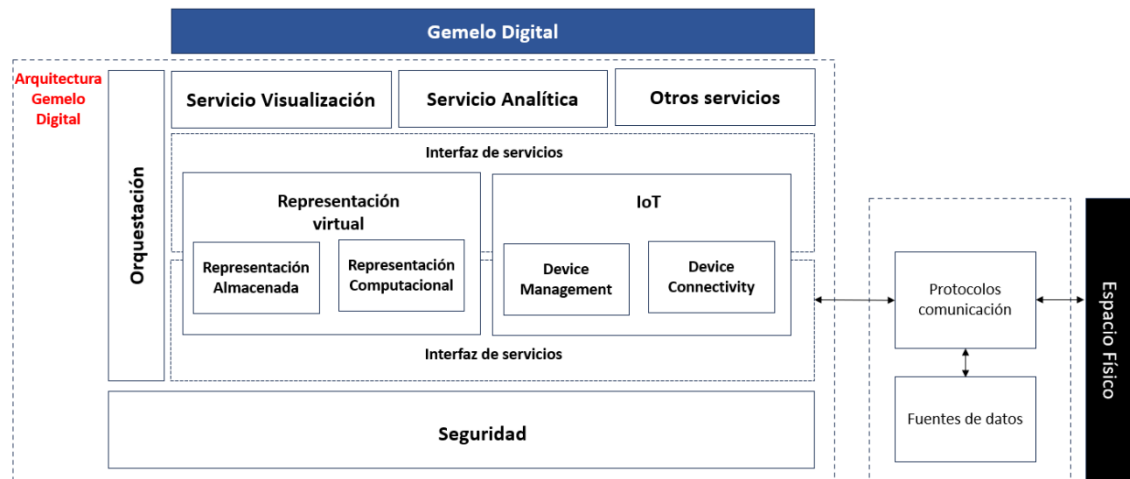 Gemelo Digital
Arquitectura
Gemelo
Digital
Orquestación
Servicio Visualización
Servicio Analítica
Otros servicios
Interfaz de servicios
Representación
virtual
IoT
Representación
Almacenada
Representación
Computacional
Device
Management
Device
Connectivity
Interfaz de servicios
Seguridad
Protocolos
comunicación
Fuentes de datos
Espacio Físico